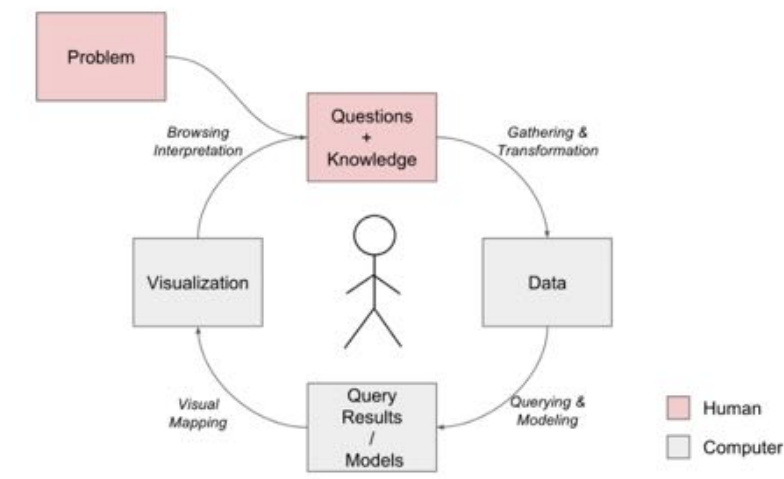 Problem
Questions
+
Knowledge
Browsing
Interpretation
Gathering &
Transformation
Visualization
Data
Visual
Mapping
Query
Results
/
Models
Querying &
Modeling
Human
Computer